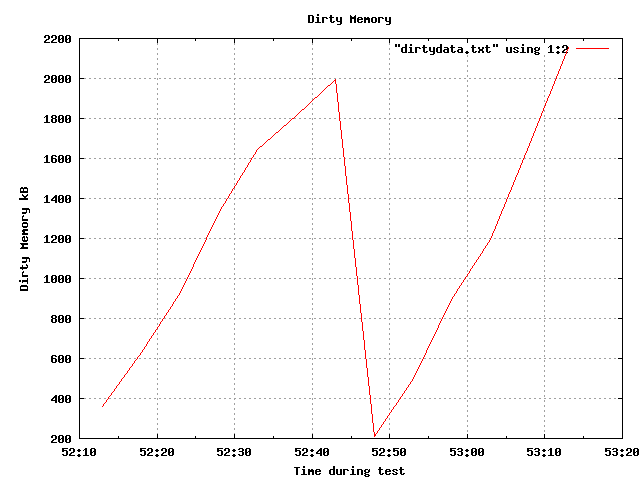 Dirty Memory
"dirtydata.txt" using 1:2
2200
2000
1800
1600
1400
1200
1000
800
600
400
200
Dirty Memory kB
52:10 52:20 52:30 52:40 52:50 53:00 53:10 53:20
Time during test